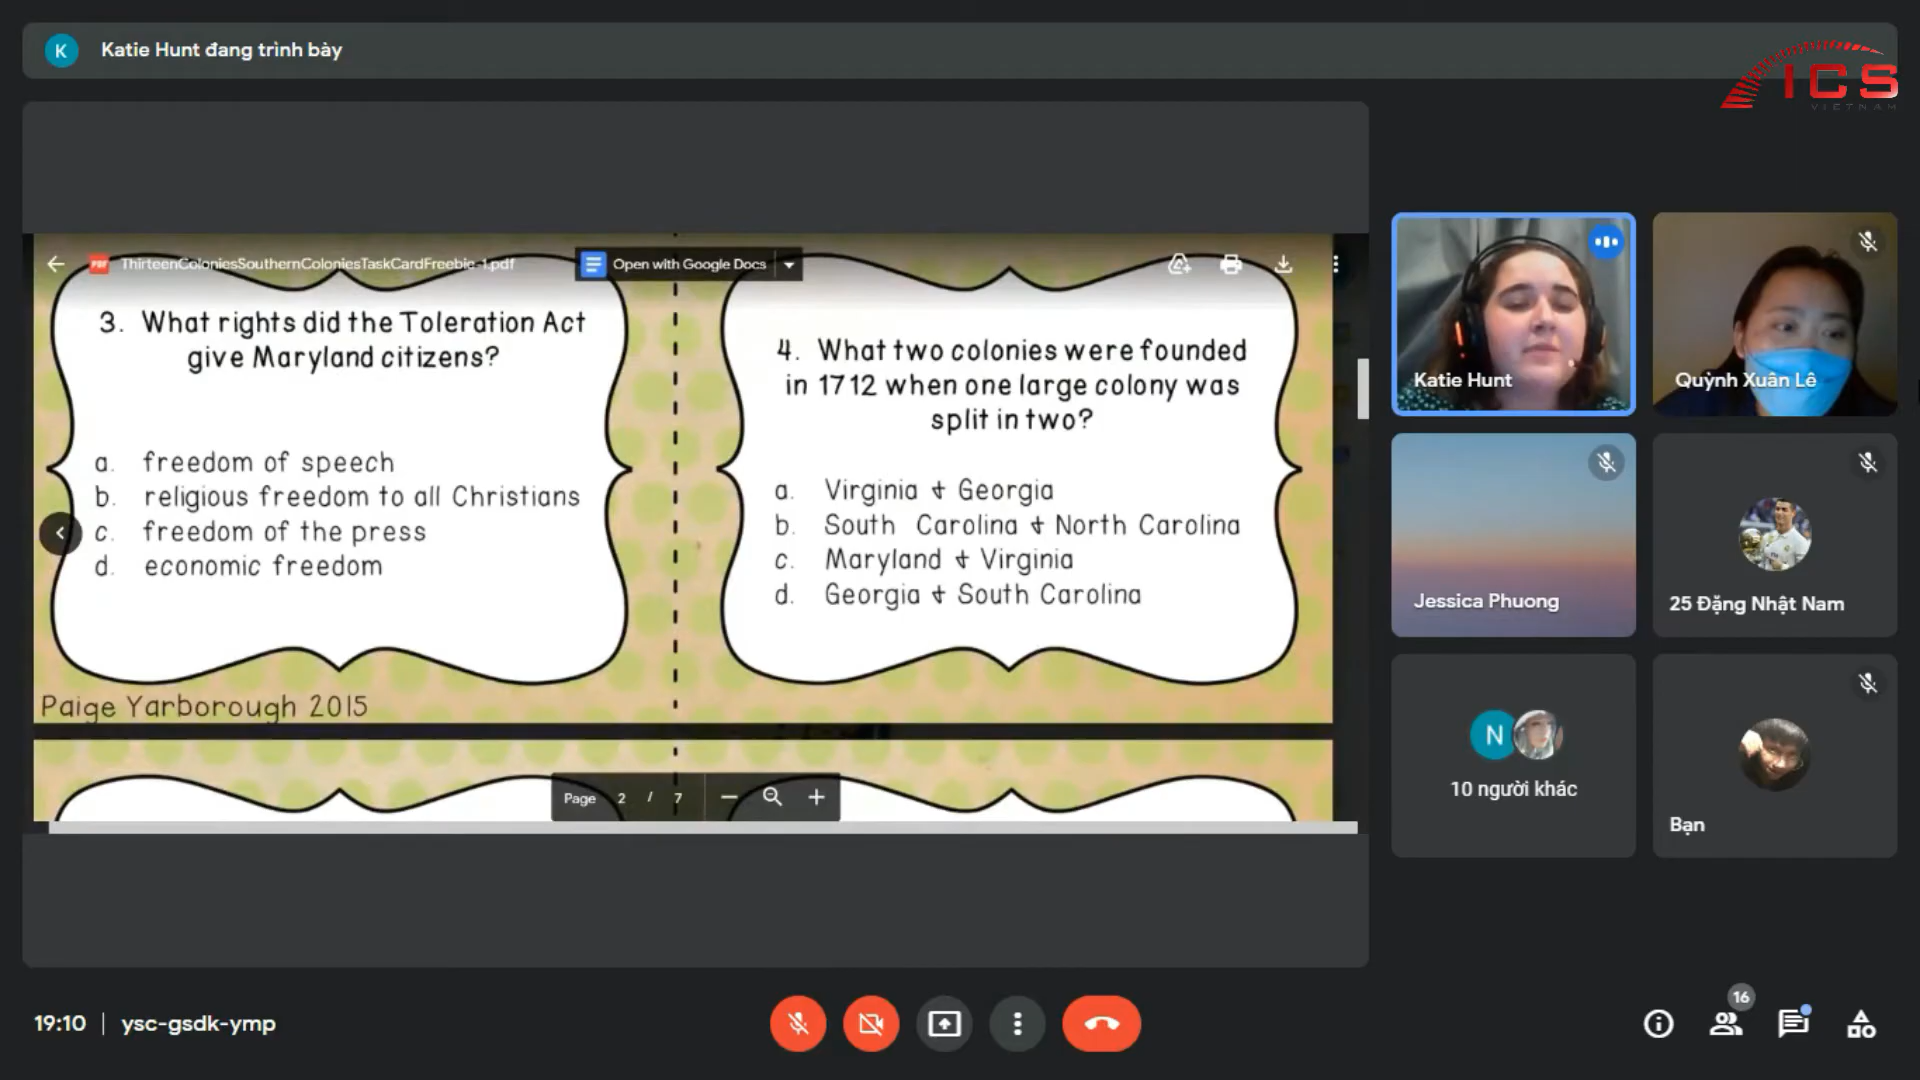 K
Katie Hunt đang trình bày
ICS
VIETNAM
PDF
ThirteenColoniesSouthernColoniesTaskCardFreebie-1.pdf
Open with Google Docs
3. What rights did the Toleration Act
give Maryland citizens?
a. freedom of speech
b. religious freedom to all Christians
c. freedom of the press
d. economic freedom
4. What two colonies were founded
in 1712 when one large colony was
split in two?
a. Virginia & Georgia
b. South Carolina & North Carolina
c. Maryland & Virginia
d. Georgia & South Carolina
Paige Yarborough 2015
Page 2 / 7
Katie Hunt
Quỳnh Xuân Lê
Jessica Phuong
25 Đặng Nhật Nam
N
10 người khác
Bạn
19:10 | ysc-gsdk-ymp
16